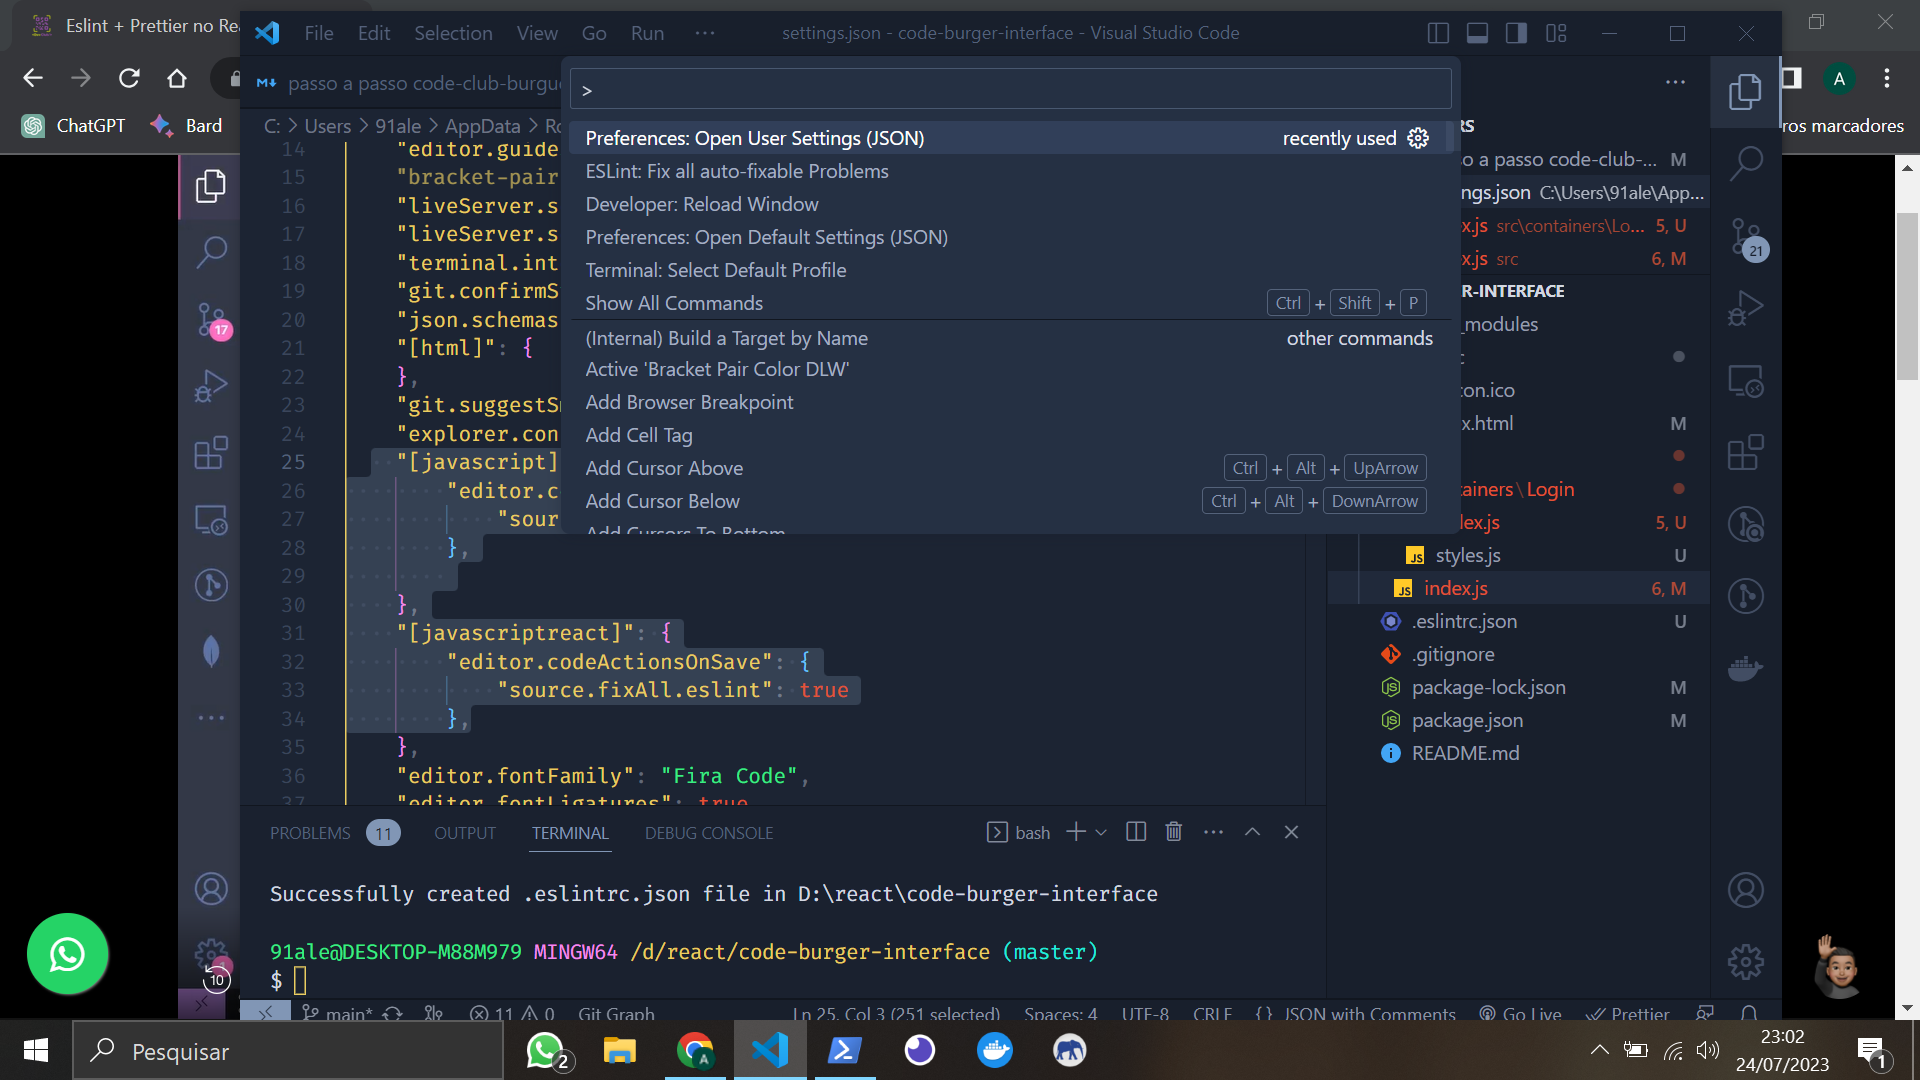 Eslint + Prettier no Re
File Edit Selection View Go Run ···
settings.json - code-burger-interface - Visual Studio Code
passo a passo code-club-burgu
>
A
ChatGPT
Bard
ros marcadores
C: > Users > 91ale > AppData > Ro
Preferences: Open User Settings (JSON) recently used
ESLint: Fix all auto-fixable Problems
Developer: Reload Window
Preferences: Open Default Settings (JSON)
Terminal: Select Default Profile
Show All Commands Ctrl + Shift + P
(Internal) Build a Target by Name other commands
Active 'Bracket Pair Color DLW'
Add Browser Breakpoint
Add Cell Tag
Add Cursor Above Ctrl + Alt + UpArrow
Add Cursor Below Ctrl + Alt + DownArrow
Add Cursors To Bottom
14 "editor.guide
15 "bracket-pair
16 "liveServer.s
17 "liveServer.s
18 "terminal.int
19 "git.confirmS
20 "json.schemas
21 "[html]": {
22 },
23 "git.suggestSm
24 "explorer.con
25 "[javascript]
26 "editor.c
27 "sour
28 },
29
30 },
31 "[javascriptreact]": {
32 "editor.codeActionsOnSave": {
33 "source.fixAll.eslint": true
34 },
35 },
36 "editor.fontFamily": "Fira Code",
37 "editor.fontLigatures": true
RS
so a passo code-club-... M
ngs.json C:\Users\91ale\App...
x.js src\containers\Lo... 5, U
x.js src 6, M
R-INTERFACE
_modules
c
con.ico
x.html M
tainers\Login
dex.js 5, U
styles.js U
index.js 6, M
.eslintrc.json U
.gitignore
package-lock.json M
package.json M
README.md
17
21
PROBLEMS 11 OUTPUT TERMINAL DEBUG CONSOLE
bash
Successfully created .eslintrc.json file in D:\react\code-burger-interface
91ale@DESKTOP-M88M979 MINGW64 /d/react/code-burger-interface (master)
$
10
main* 11 0 Git Graph Ln 25, Col 3 (251 selected) Spaces: 4 UTF-8 CRLF {} JSON with Comments Go Live Prettier
Pesquisar
2
A
23:02
24/07/2023
1